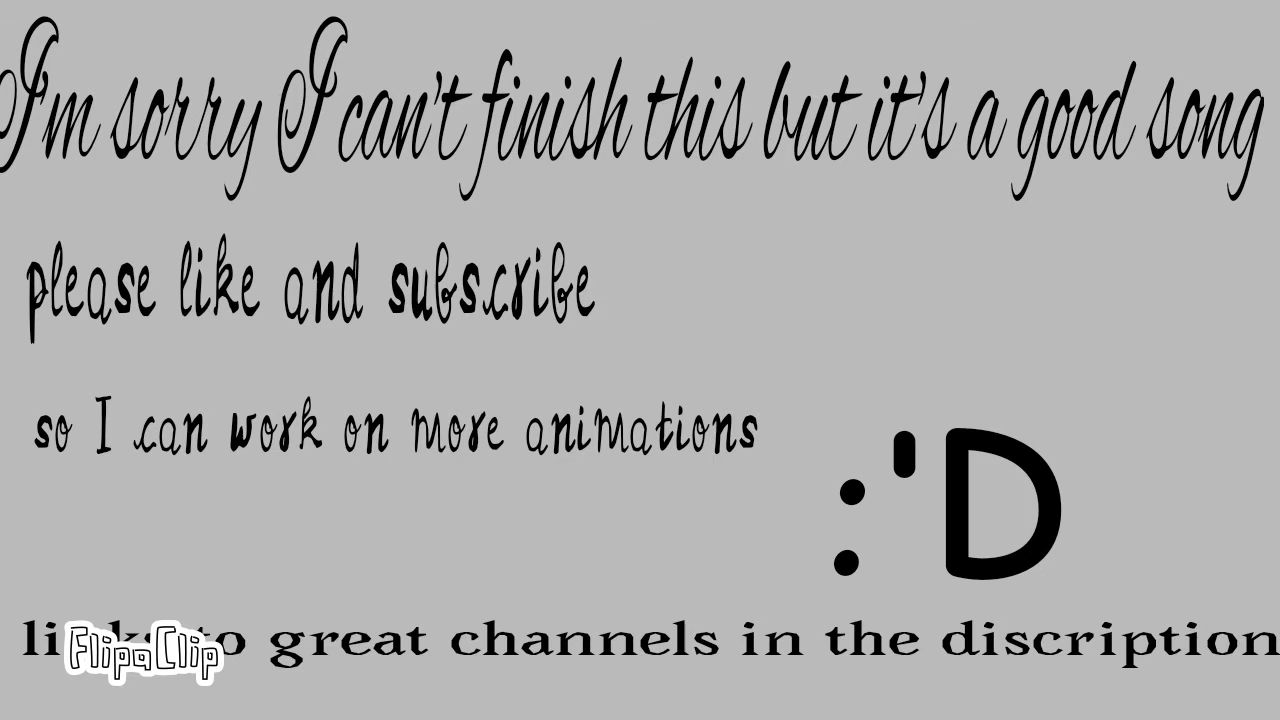 I'm sorry I can't finish this but it's a good song
please like and subscribe
so I can work on more animations
:'D
links to great channels in the discription
FlipaClip